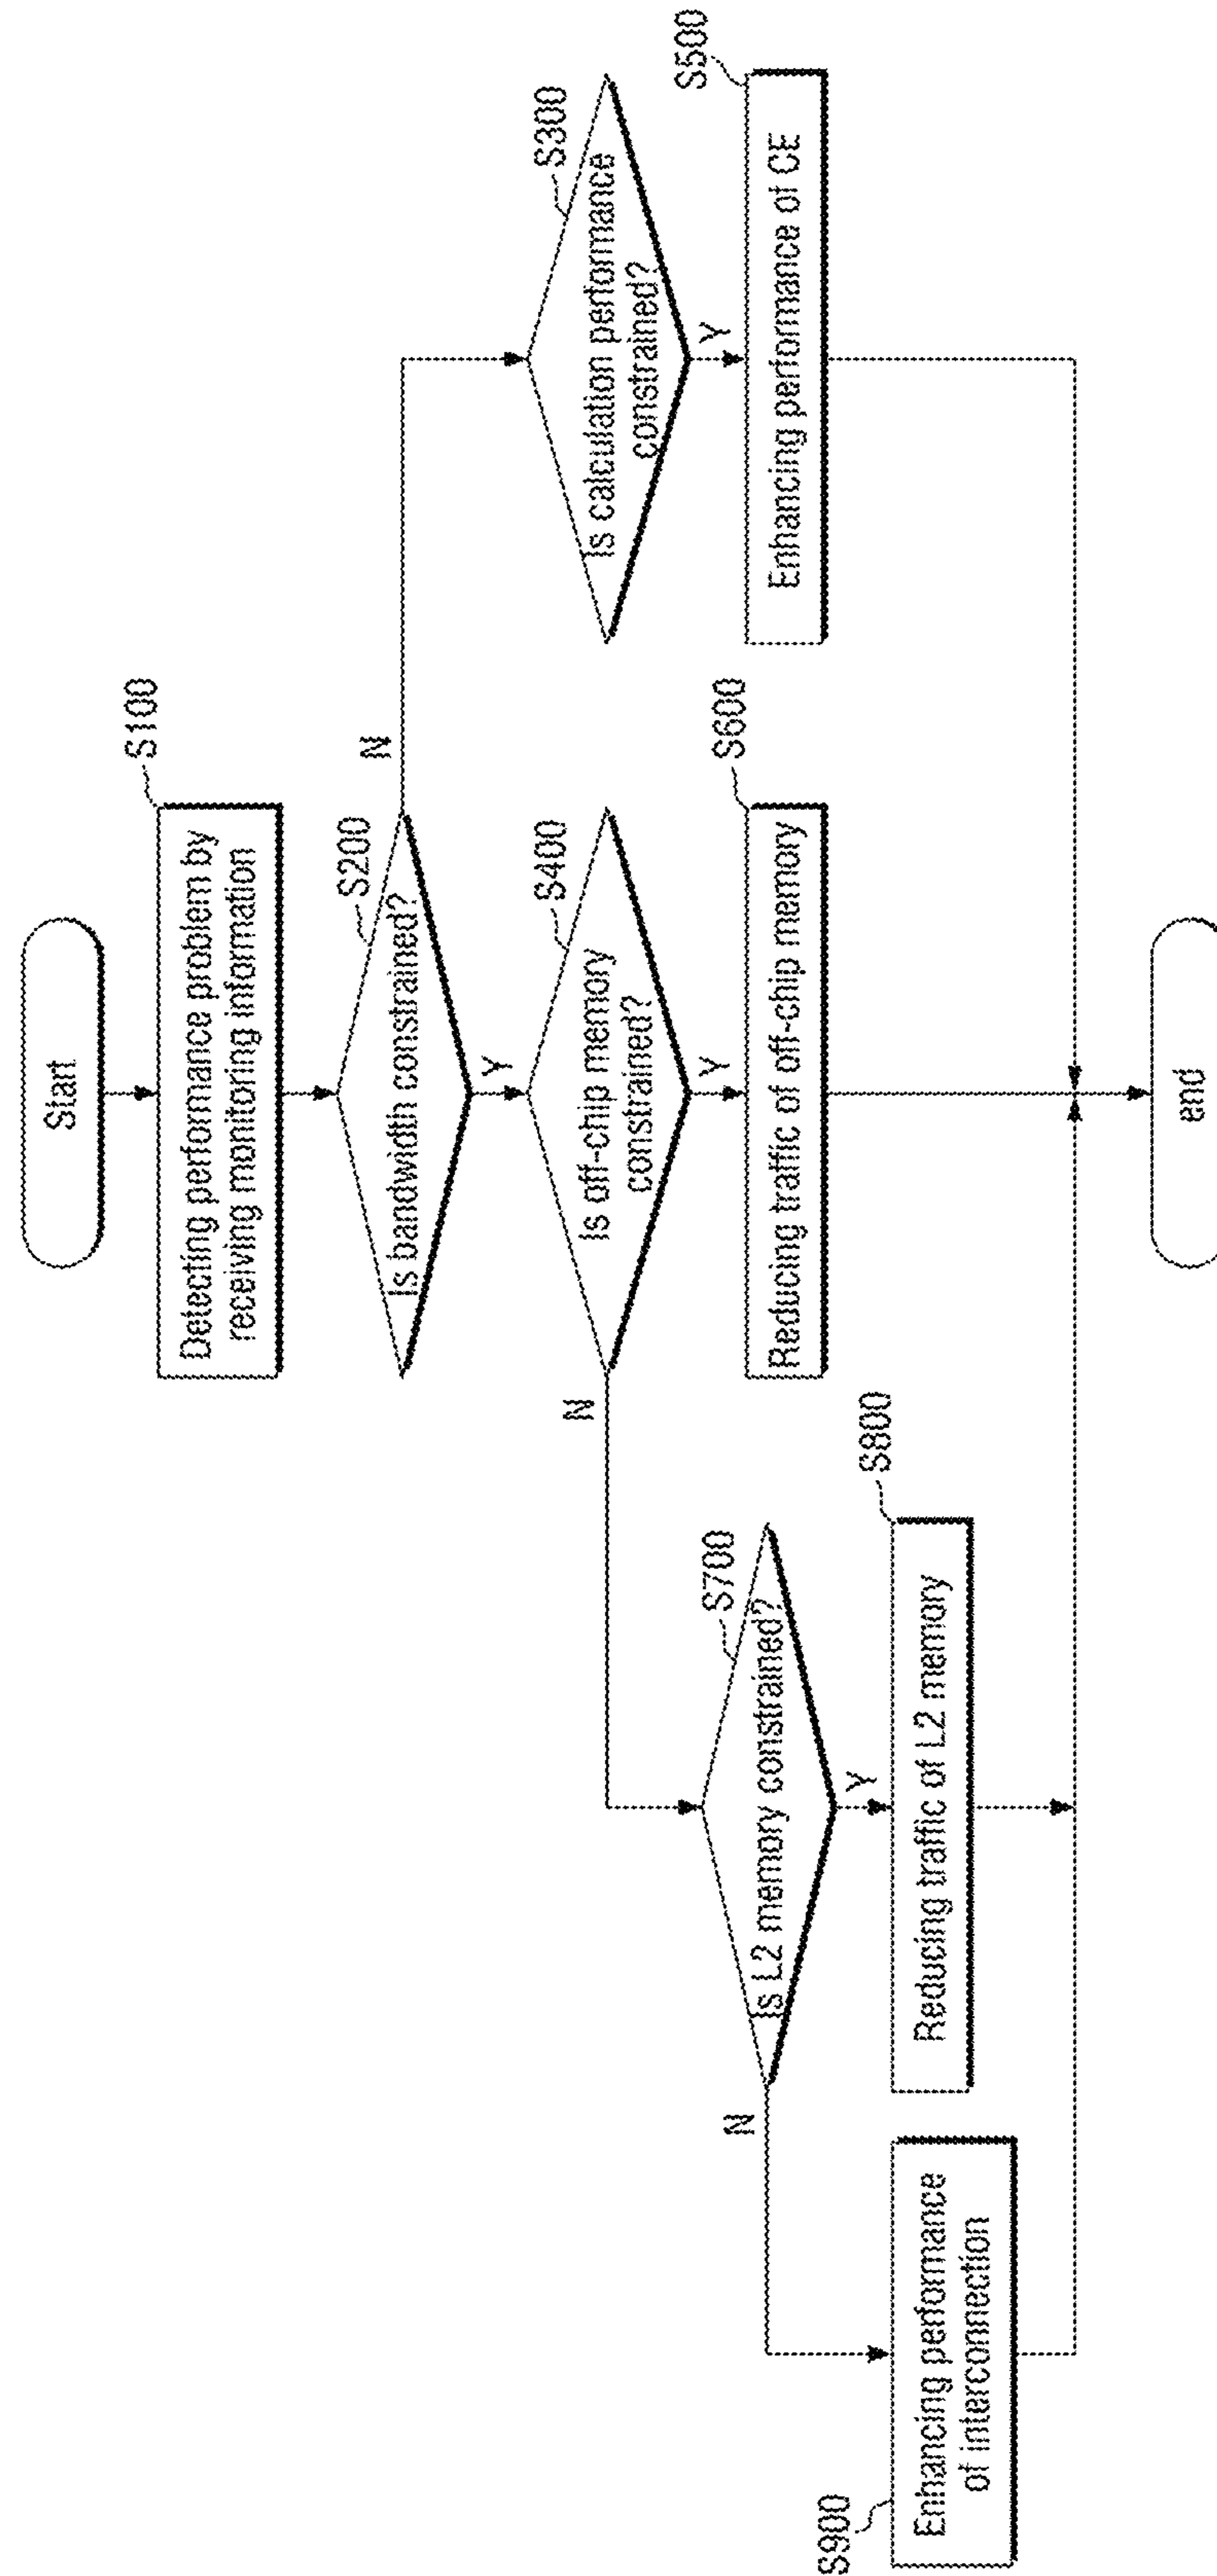 Start
S100
Detecting performance problem by
receiving monitoring information
S200
Is bandwidth constrained?
N
Y
S400
Is off-chip memory
constrained?
S300
Is calculation performance
constrained?
N
Y
Y
S600
Reducing traffic of off-chip memory
S500
Enhancing performance of CE
S700
Is L2 memory constrained?
N
Y
S900
Enhancing performance
of interconnection
S800
Reducing traffic of L2 memory
end